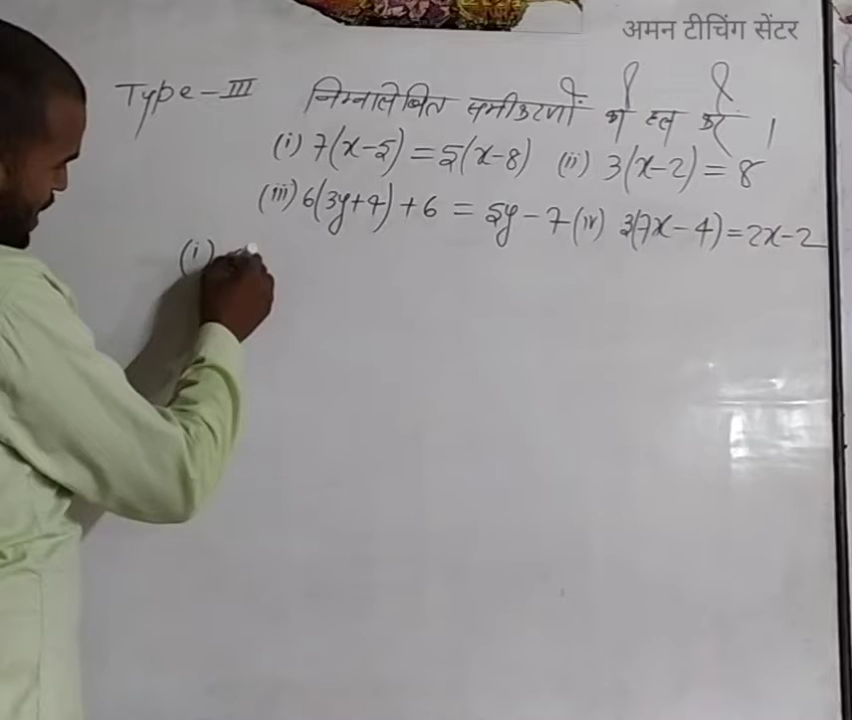 अमन टीचिंग सेंटर
Type-III निम्नलिखित समीकरणों को हल करें ।
(i) 7(x-5) = 5(x-8) (ii) 3(x-2) = 8
(iii) 6(3y+4) + 6 = 5y - 7 (iv) 3(7x-4) = 2x-2
(i)